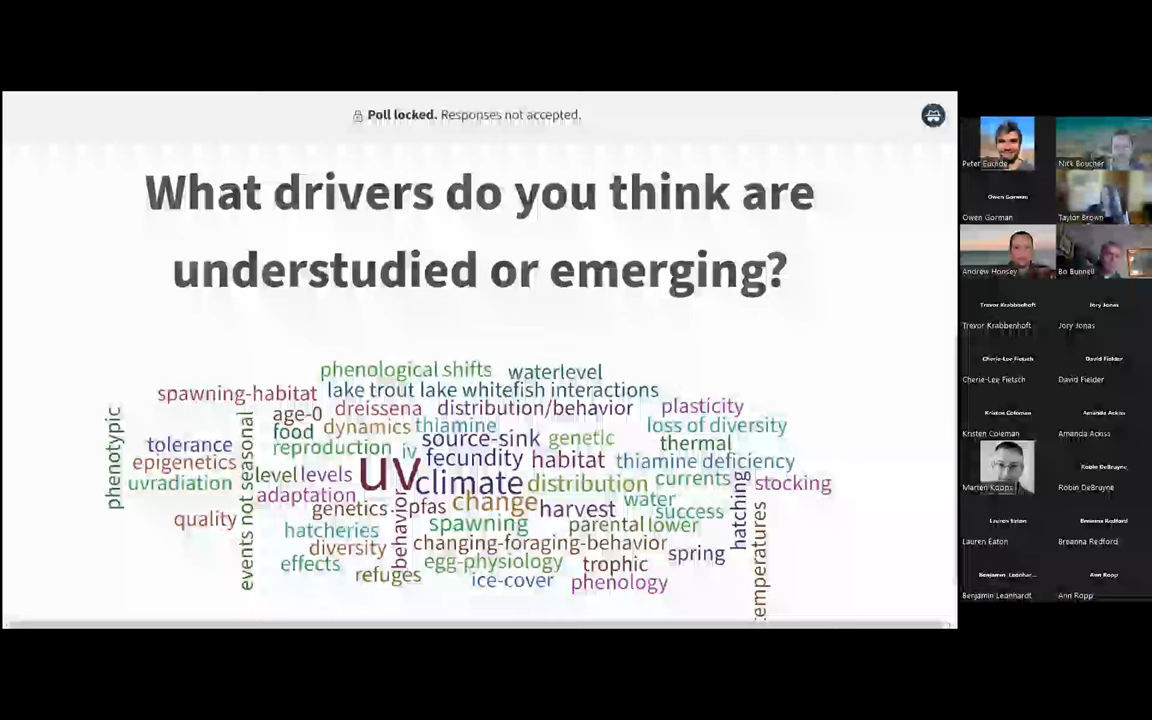 Poll locked. Responses not accepted.
What drivers do you think are
understudied or emerging?
phenological shifts
waterlevel
spawning-habitat
lake trout lake whitefish interactions
age-0
dreissena
distribution/behavior
plasticity
phenotypic
food
dynamics
thiamine
loss of diversity
tolerance
reproduction
iv
source-sink
genetic
thermal
epigenetics
events not seasonal
uv
fecundity
habitat
thiamine deficiency
uvradiation
level
levels
climate
distribution
currents
stocking
adaptation
genetics
behavior
pfas
change
harvest
water
success
hatching
quality
hatcheries
spawning
parental
lower
temperatures
diversity
changing-foraging-behavior
spring
effects
refuges
egg-physiology
trophic
ice-cover
phenology
Peter Euclide
Nick Boucher
Owen Gorman
Owen Gorman
Taylor Brown
Andrew Honsey
Bo Bunnell
Trevor Krabbenhoft
Jory Jonas
Trevor Krabbenhoft
Jory Jonas
Cherie-Lee Fietsch
David Fielder
Cherie-Lee Fietsch
David Fielder
Kristen Coleman
Amanda Ackiss
Kristen Coleman
Amanda Ackiss
Robin DeBruyne
Marten Koops
Robin DeBruyne
Lauren Eaton
Breanna Redford
Lauren Eaton
Breanna Redford
Benjamin Leonhar...
Ann Ropp
Benjamin Leonhardt
Ann Ropp